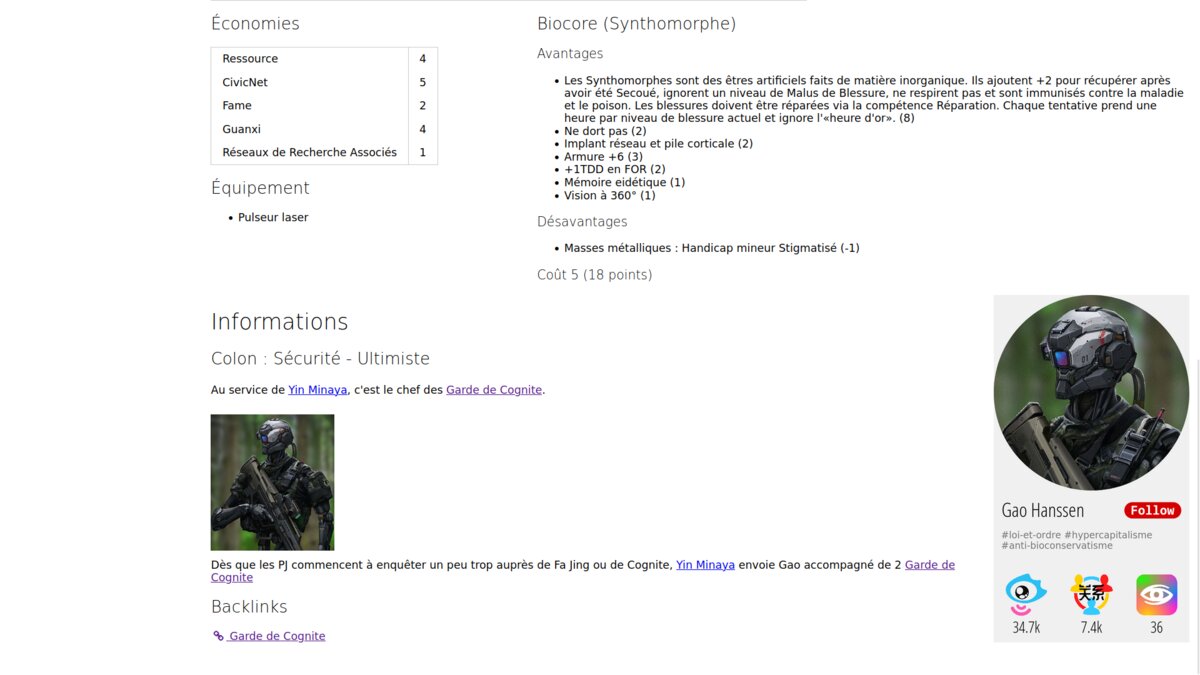 Économies
Ressource 4
CivicNet 5
Fame 2
Guanxi 4
Réseaux de Recherche Associés 1
Équipement
• Pulseur laser
Biocore (Synthomorphe)
Avantages
• Les Synthomorphes sont des êtres artificiels faits de matière inorganique. Ils ajoutent +2 pour récupérer après
avoir été Secoué, ignorent un niveau de Malus de Blessure, ne respirent pas et sont immunisés contre la maladie
et le poison. Les blessures doivent être réparées via la compétence Réparation. Chaque tentative prend une
heure par niveau de blessure actuel et ignore l'«heure d'or». (8)
• Ne dort pas (2)
• Implant réseau et pile corticale (2)
• Armure +6 (3)
• +1TDD en FOR (2)
• Mémoire eidétique (1)
• Vision à 360° (1)
Désavantages
• Masses métalliques : Handicap mineur Stigmatisé (-1)
Coût 5 (18 points)
Informations
Colon : Sécurité - Ultimiste
Au service de Yin Minaya, c'est le chef des Garde de Cognite.
Dès que les PJ commencent à enquêter un peu trop auprès de Fa Jing ou de Cognite, Yin Minaya envoie Gao accompagné de 2 Garde de
Cognite
Backlinks
Garde de Cognite
01
Gao Hanssen
Follow
#loi-et-ordre #hypercapitalisme
#anti-bioconservatisme
关系
34.7k 7.4k 36